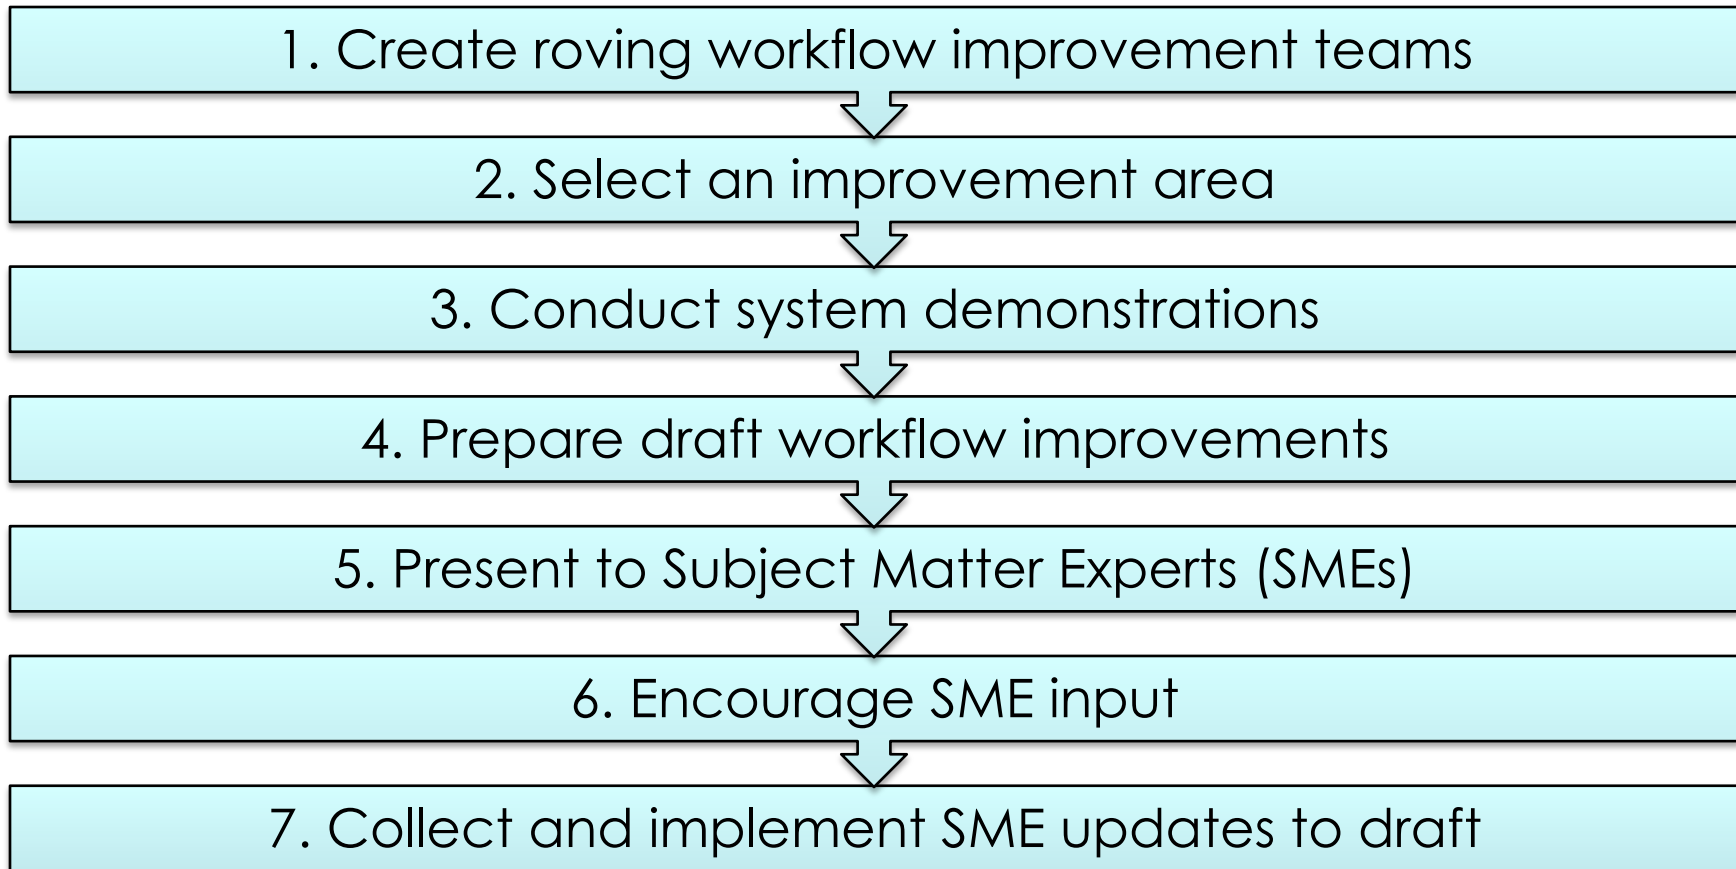 1. Create roving workflow improvement teams
2. Select an improvement area
3. Conduct system demonstrations
4. Prepare draft workflow improvements
5. Present to Subject Matter Experts (SMEs)
6. Encourage SME input
7. Collect and implement SME updates to draft